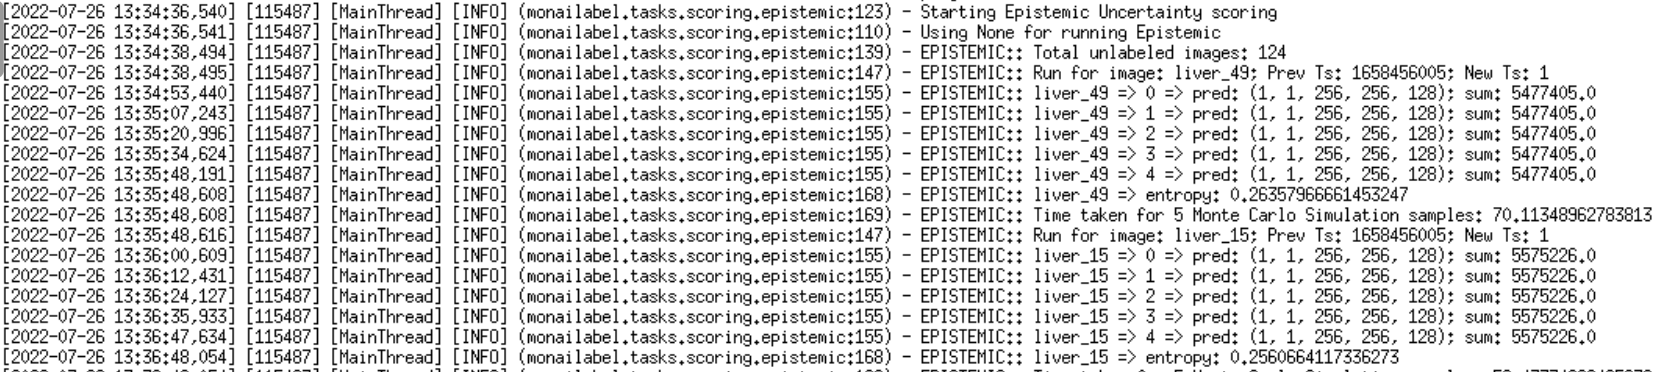 [2022-07-26 13:34:36,540] [115487] [MainThread] [INFO] (monailabel.tasks.scoring.epistemic:123) - Starting Epistemic Uncertainty scoring
[2022-07-26 13:34:36,541] [115487] [MainThread] [INFO] (monailabel.tasks.scoring.epistemic:110) - Using None for running Epistemic
[2022-07-26 13:34:38,494] [115487] [MainThread] [INFO] (monailabel.tasks.scoring.epistemic:139) - EPISTEMIC:: Total unlabeled images: 124
[2022-07-26 13:34:38,495] [115487] [MainThread] [INFO] (monailabel.tasks.scoring.epistemic:147) - EPISTEMIC:: Run for image: liver_49; Prev Ts: 1658456005; New Ts: 1
[2022-07-26 13:34:53,440] [115487] [MainThread] [INFO] (monailabel.tasks.scoring.epistemic:155) - EPISTEMIC:: liver_49 => 0 => pred: (1, 1, 256, 256, 128); sum: 5477405.0
[2022-07-26 13:35:07,243] [115487] [MainThread] [INFO] (monailabel.tasks.scoring.epistemic:155) - EPISTEMIC:: liver_49 => 1 => pred: (1, 1, 256, 256, 128); sum: 5477405.0
[2022-07-26 13:35:20,996] [115487] [MainThread] [INFO] (monailabel.tasks.scoring.epistemic:155) - EPISTEMIC:: liver_49 => 2 => pred: (1, 1, 256, 256, 128); sum: 5477405.0
[2022-07-26 13:35:34,624] [115487] [MainThread] [INFO] (monailabel.tasks.scoring.epistemic:155) - EPISTEMIC:: liver_49 => 3 => pred: (1, 1, 256, 256, 128); sum: 5477405.0
[2022-07-26 13:35:48,191] [115487] [MainThread] [INFO] (monailabel.tasks.scoring.epistemic:155) - EPISTEMIC:: liver_49 => 4 => pred: (1, 1, 256, 256, 128); sum: 5477405.0
[2022-07-26 13:35:48,608] [115487] [MainThread] [INFO] (monailabel.tasks.scoring.epistemic:168) - EPISTEMIC:: liver_49 => entropy: 0.26357966661453247
[2022-07-26 13:35:48,608] [115487] [MainThread] [INFO] (monailabel.tasks.scoring.epistemic:169) - EPISTEMIC:: Time taken for 5 Monte Carlo Simulation samples: 70.11348962783813
[2022-07-26 13:35:48,616] [115487] [MainThread] [INFO] (monailabel.tasks.scoring.epistemic:147) - EPISTEMIC:: Run for image: liver_15; Prev Ts: 1658456005; New Ts: 1
[2022-07-26 13:36:00,609] [115487] [MainThread] [INFO] (monailabel.tasks.scoring.epistemic:155) - EPISTEMIC:: liver_15 => 0 => pred: (1, 1, 256, 256, 128); sum: 5575226.0
[2022-07-26 13:36:12,431] [115487] [MainThread] [INFO] (monailabel.tasks.scoring.epistemic:155) - EPISTEMIC:: liver_15 => 1 => pred: (1, 1, 256, 256, 128); sum: 5575226.0
[2022-07-26 13:36:24,127] [115487] [MainThread] [INFO] (monailabel.tasks.scoring.epistemic:155) - EPISTEMIC:: liver_15 => 2 => pred: (1, 1, 256, 256, 128); sum: 5575226.0
[2022-07-26 13:36:35,933] [115487] [MainThread] [INFO] (monailabel.tasks.scoring.epistemic:155) - EPISTEMIC:: liver_15 => 3 => pred: (1, 1, 256, 256, 128); sum: 5575226.0
[2022-07-26 13:36:47,634] [115487] [MainThread] [INFO] (monailabel.tasks.scoring.epistemic:155) - EPISTEMIC:: liver_15 => 4 => pred: (1, 1, 256, 256, 128); sum: 5575226.0
[2022-07-26 13:36:48,054] [115487] [MainThread] [INFO] (monailabel.tasks.scoring.epistemic:168) - EPISTEMIC:: liver_15 => entropy: 0.2560664117336273